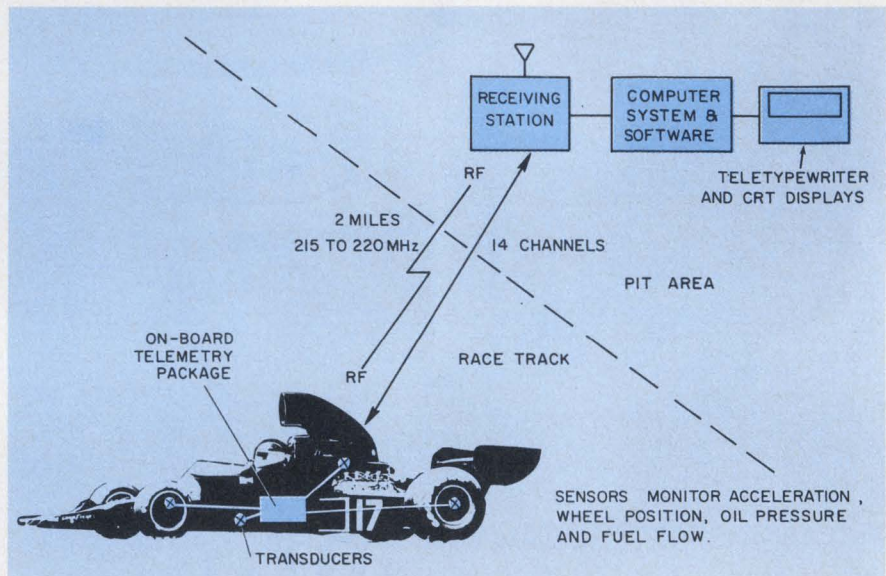 RECEIVING
STATION
COMPUTER
SYSTEM &
SOFTWARE
TELETYPEWRITER
AND CRT DISPLAYS
RF
2 MILES
215 TO 220 MHz
14 CHANNELS
PIT AREA
ON-BOARD
TELEMETRY
PACKAGE
RF
RACE TRACK
117
TRANSDUCERS
SENSORS MONITOR ACCELERATION,
WHEEL POSITION, OIL PRESSURE
AND FUEL FLOW.